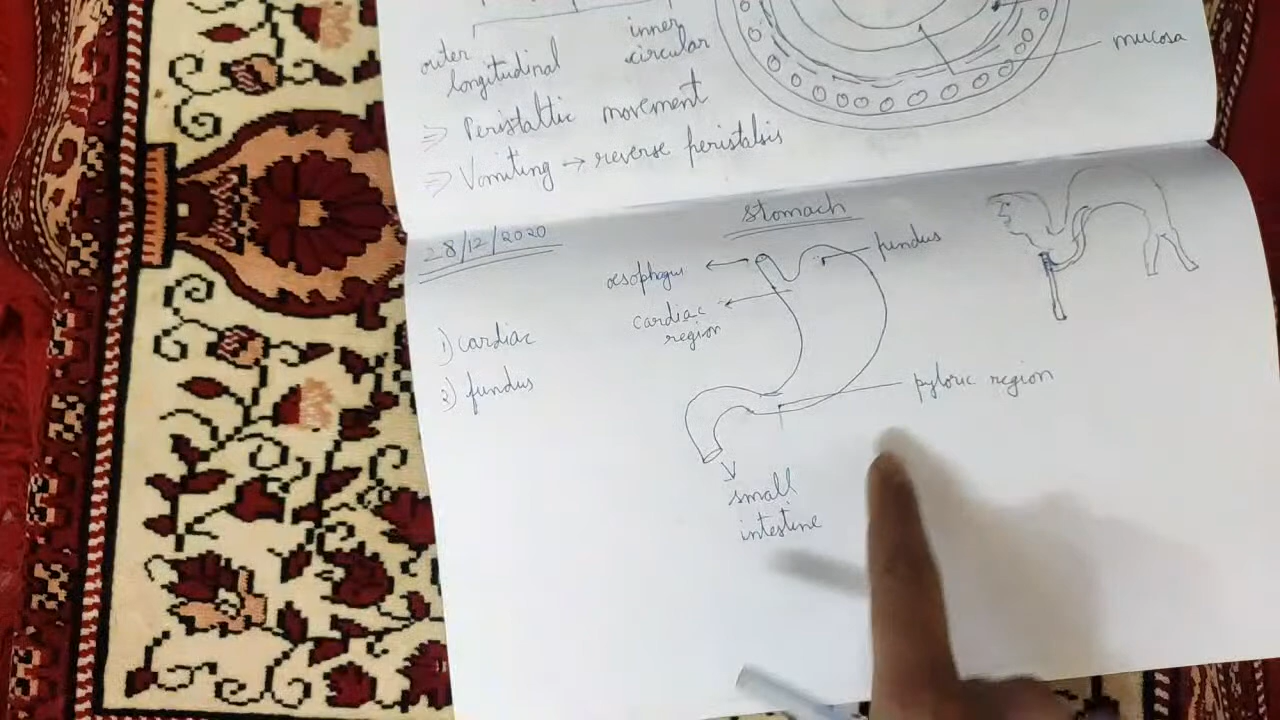 outer
longitudinal
inner
circular
mucosa
⇒ Peristaltic movement
⇒ Vomiting → reverse peristalsis
28/12/2020
Stomach
oesophagus
fundus
cardiac
region
1) cardiac
2) fundus
pyloric region
small
intestine